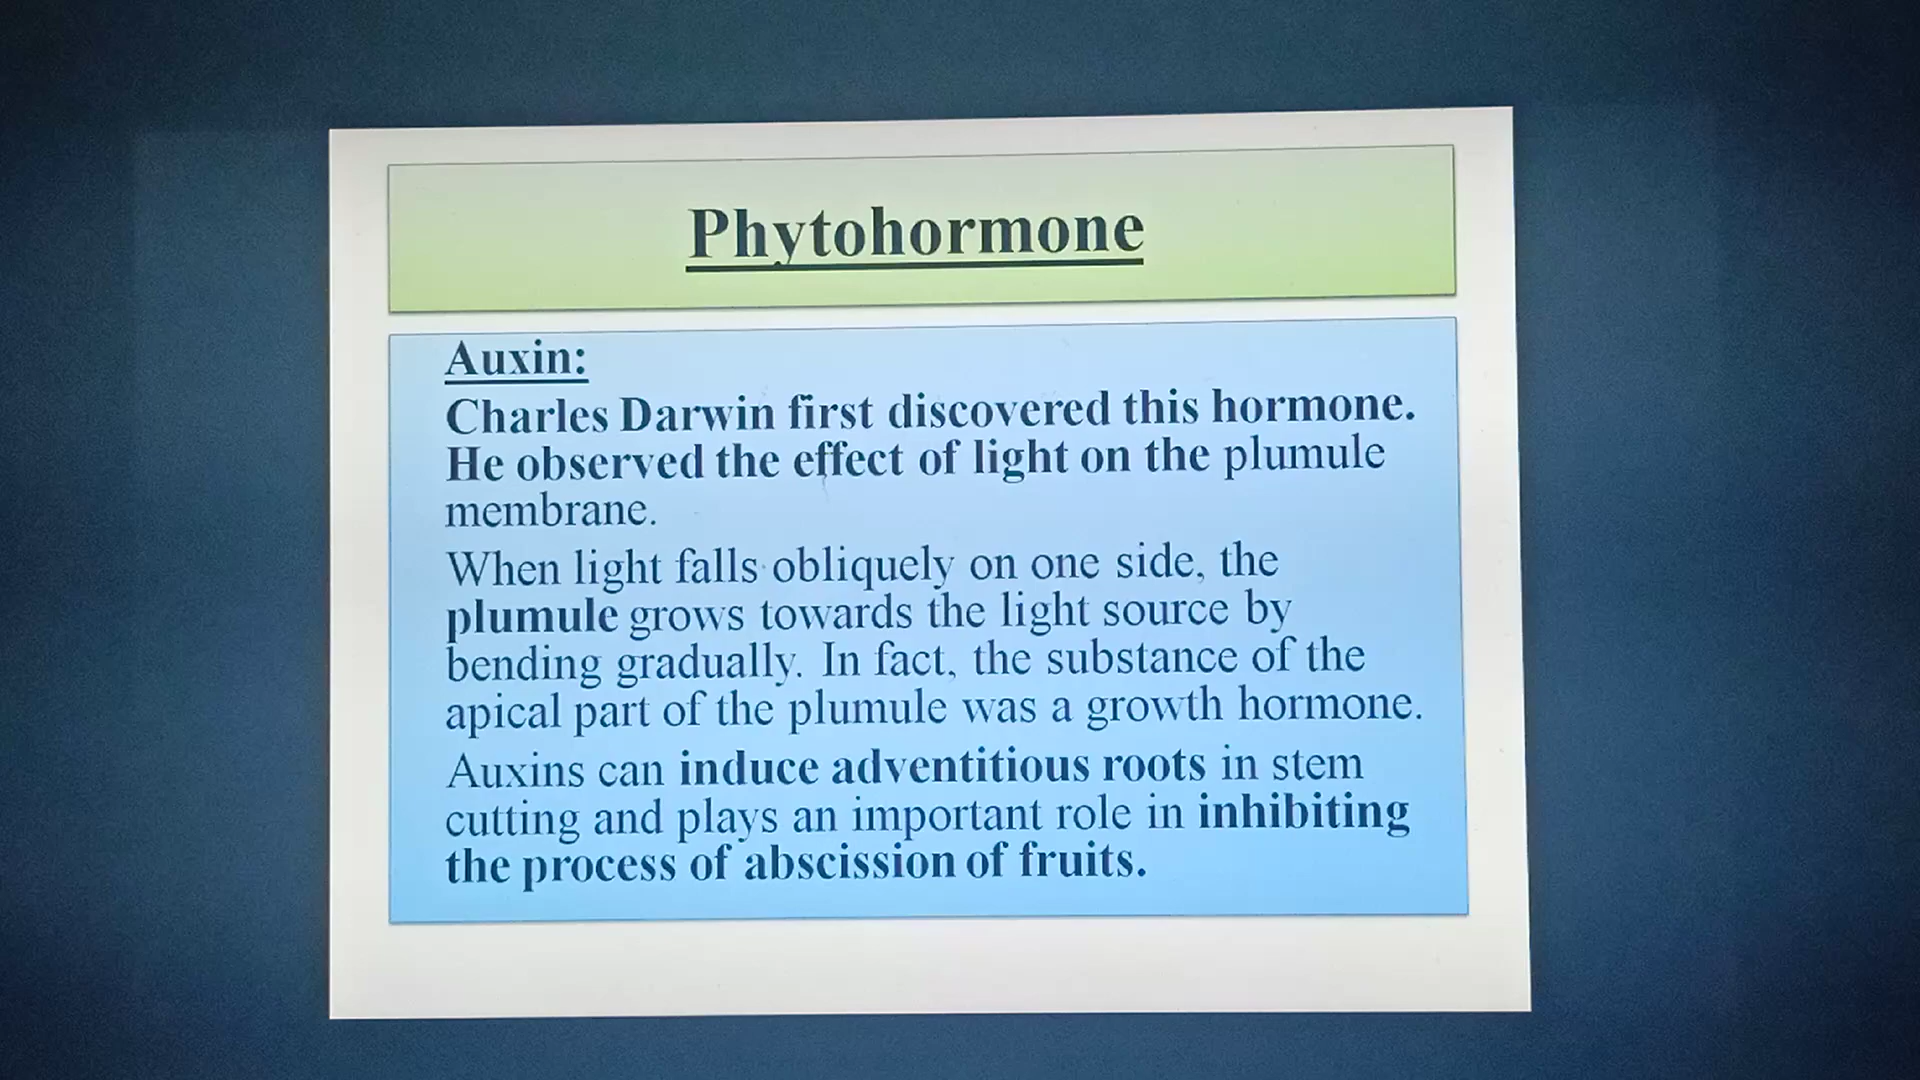 Phytohormone
Auxin:
Charles Darwin first discovered this hormone.
He observed the effect of light on the plumule
membrane.
When light falls obliquely on one side, the
plumule grows towards the light source by
bending gradually. In fact, the substance of the
apical part of the plumule was a growth hormone.
Auxins can induce adventitious roots in stem
cutting and plays an important role in inhibiting
the process of abscission of fruits.